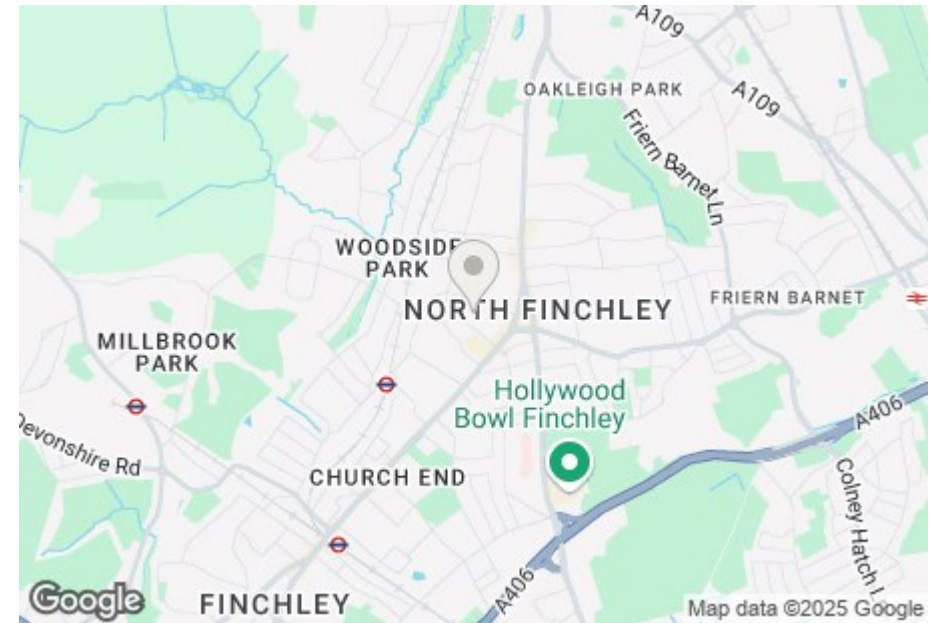 A109
OAKLEIGH PARK
A109
Friern Barnet Ln
WOODSIDE
PARK
NORTH FINCHLEY
FRIERN BARNET
MILLBROOK
PARK
Hollywood
Bowl Finchley
A406
Devonshire Rd
CHURCH END
Colney Hatch L
A406
FINCHLEY
Google
Map data ©2025 Google